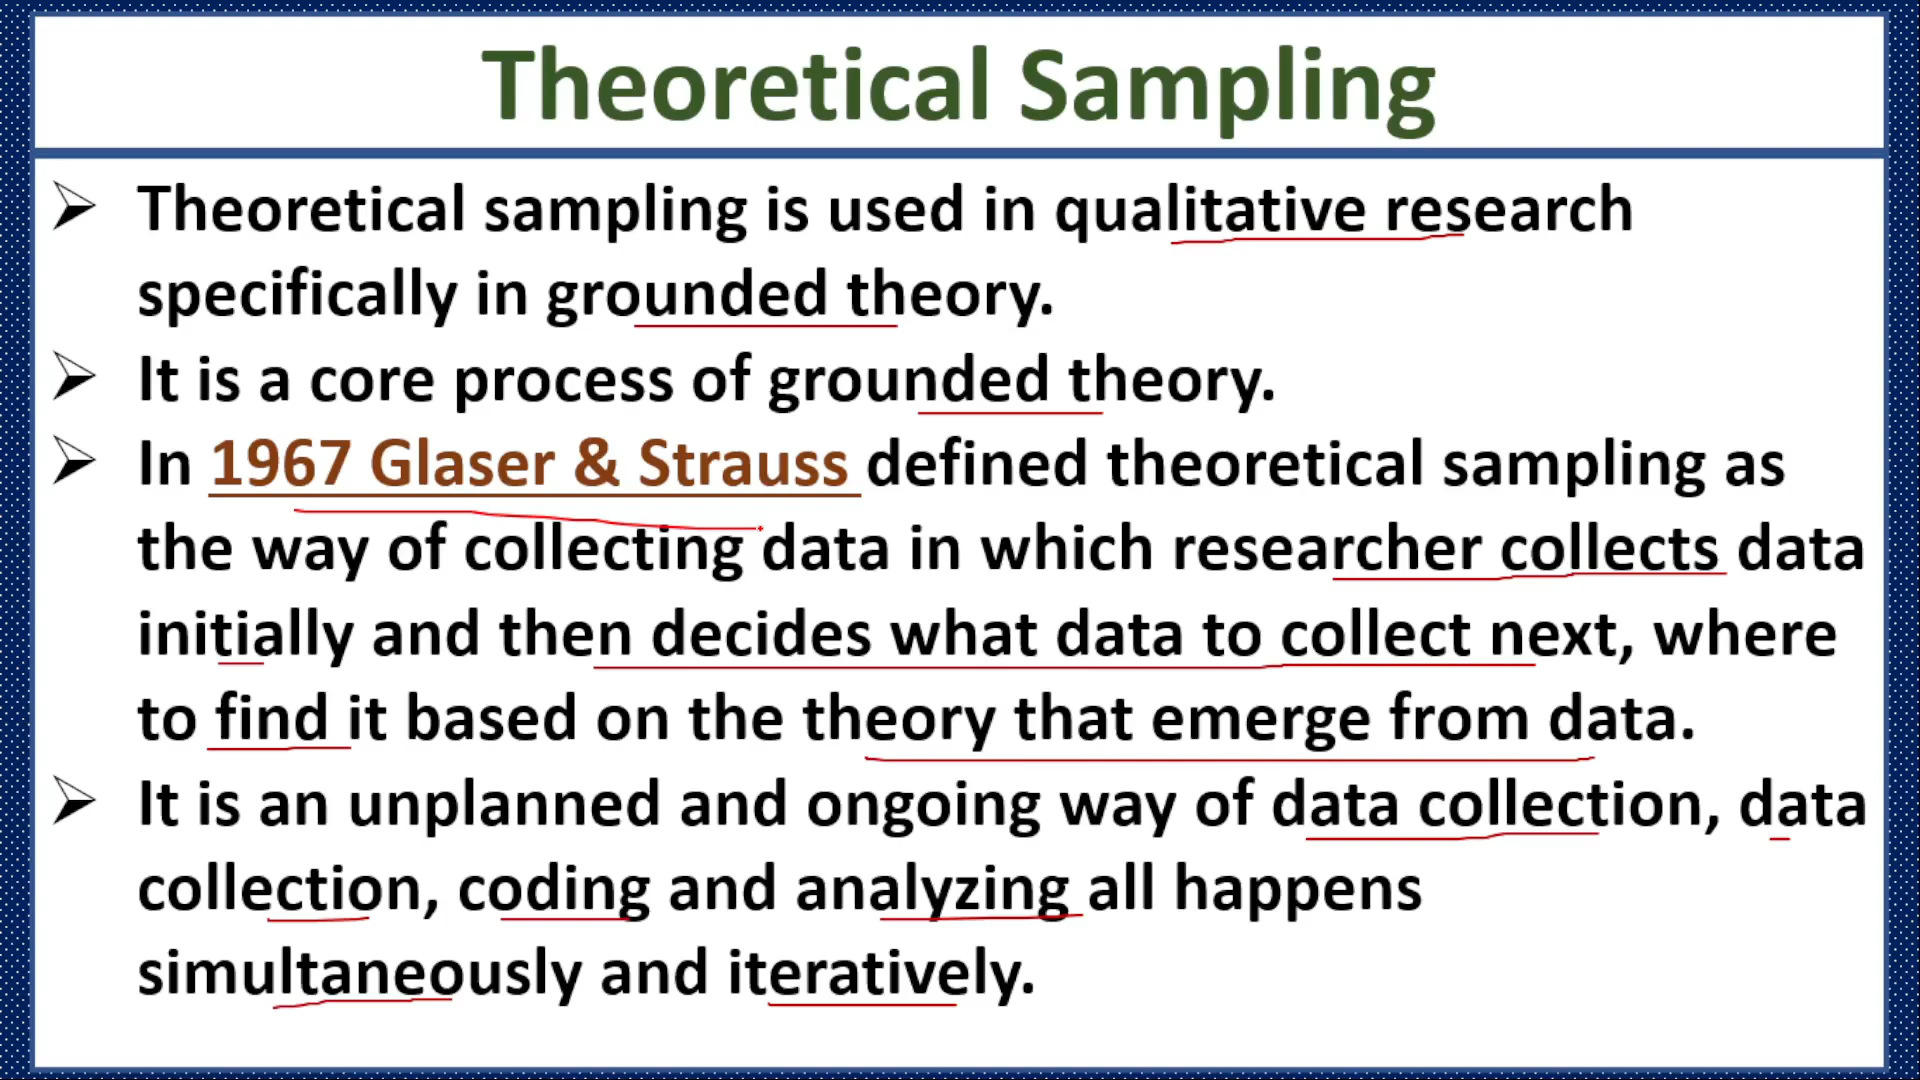 Theoretical Sampling
➢ Theoretical sampling is used in qualitative research
specifically in grounded theory.
➢ It is a core process of grounded theory.
➢ In 1967 Glaser & Strauss defined theoretical sampling as
the way of collecting data in which researcher collects data
initially and then decides what data to collect next, where
to find it based on the theory that emerge from data.
➢ It is an unplanned and ongoing way of data collection, data
collection, coding and analyzing all happens
simultaneously and iteratively.